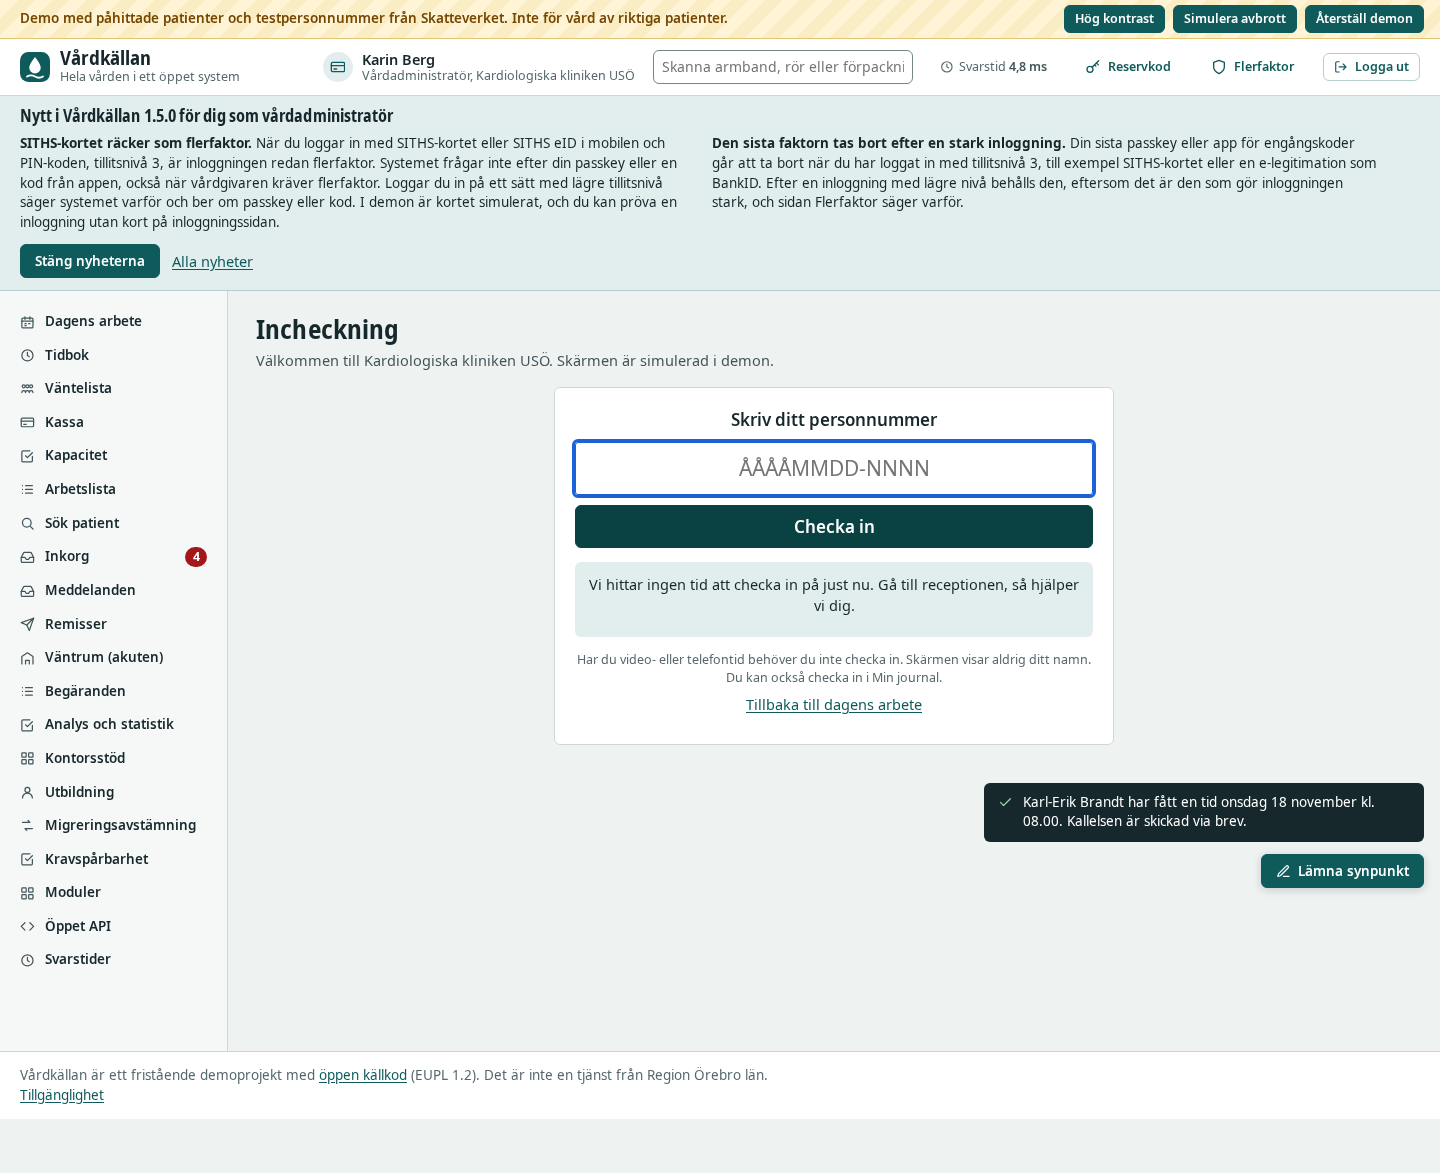 Demo med påhittade patienter och testpersonnummer från Skatteverket. Inte för vård av riktiga patienter.
Hög kontrast
Simulera avbrott
Återställ demon
Vårdkällan
Hela vården i ett öppet system
Karin Berg
Vårdadministratör, Kardiologiska kliniken USÖ
Skanna armband, rör eller förpackni
Svarstid 4,8 ms
Reservkod
Flerfaktor
Logga ut
Nytt i Vårdkällan 1.5.0 för dig som vårdadministratör
SITHS-kortet räcker som flerfaktor. När du loggar in med SITHS-kortet eller SITHS eID i mobilen och
PIN-koden, tillitsnivå 3, är inloggningen redan flerfaktor. Systemet frågar inte efter din passkey eller en
kod från appen, också när vårdgivaren kräver flerfaktor. Loggar du in på ett sätt med lägre tillitsnivå
säger systemet varför och ber om passkey eller kod. I demon är kortet simulerat, och du kan pröva en
inloggning utan kort på inloggningssidan.
Den sista faktorn tas bort efter en stark inloggning. Din sista passkey eller app för engångskoder
går att ta bort när du har loggat in med tillitsnivå 3, till exempel SITHS-kortet eller en e-legitimation som
BankID. Efter en inloggning med lägre nivå behålls den, eftersom det är den som gör inloggningen
stark, och sidan Flerfaktor säger varför.
Stäng nyheterna
Alla nyheter
Dagens arbete
Tidbok
Väntelista
Kassa
Kapacitet
Arbetslista
Sök patient
Inkorg
4
Meddelanden
Remisser
Väntrum (akuten)
Begäranden
Analys och statistik
Kontorsstöd
Utbildning
Migreringsavstämning
Kravspårbarhet
Moduler
Öppet API
Svarstider
Incheckning
Välkommen till Kardiologiska kliniken USÖ. Skärmen är simulerad i demon.
Skriv ditt personnummer
ÅÅÅÅMMDD-NNNN
Checka in
Vi hittar ingen tid att checka in på just nu. Gå till receptionen, så hjälper
vi dig.
Har du video- eller telefontid behöver du inte checka in. Skärmen visar aldrig ditt namn.
Du kan också checka in i Min journal.
Tillbaka till dagens arbete
Karl-Erik Brandt har fått en tid onsdag 18 november kl.
08.00. Kallelsen är skickad via brev.
Lämna synpunkt
Vårdkällan är ett fristående demoprojekt med öppen källkod (EUPL 1.2). Det är inte en tjänst från Region Örebro län.
Tillgänglighet